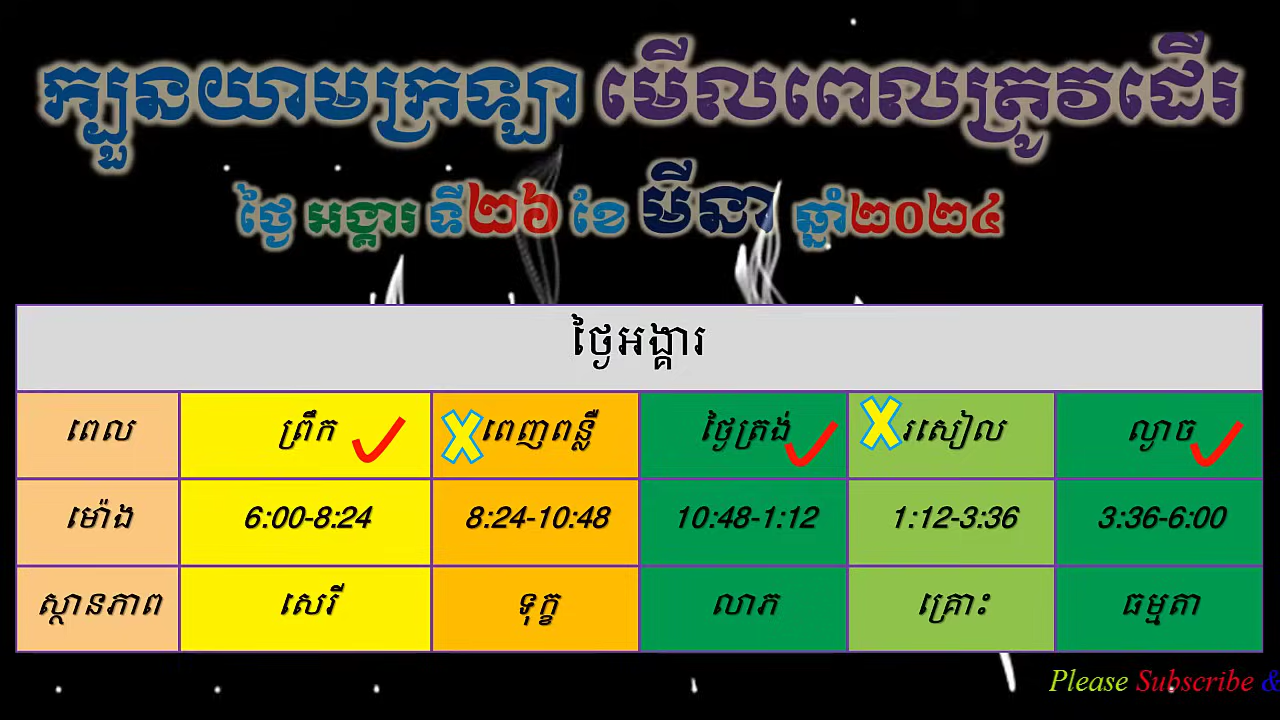 ក្បួនយាមក្រឡា មើលពេលត្រូវដើរ
ថ្ងៃ អង្គារ ទី២៦ ខែ មីនា ឆ្នាំ២០២៤
ថ្ងៃអង្គារ
ពេល ព្រឹក ពេញពន្លឺ ថ្ងៃត្រង់ រសៀល ល្ងាច
ម៉ោង 6:00-8:24 8:24-10:48 10:48-1:12 1:12-3:36 3:36-6:00
ស្ថានភាព សេរី ទុក្ខ លាភ គ្រោះ ធម្មតា
Please Subscribe &